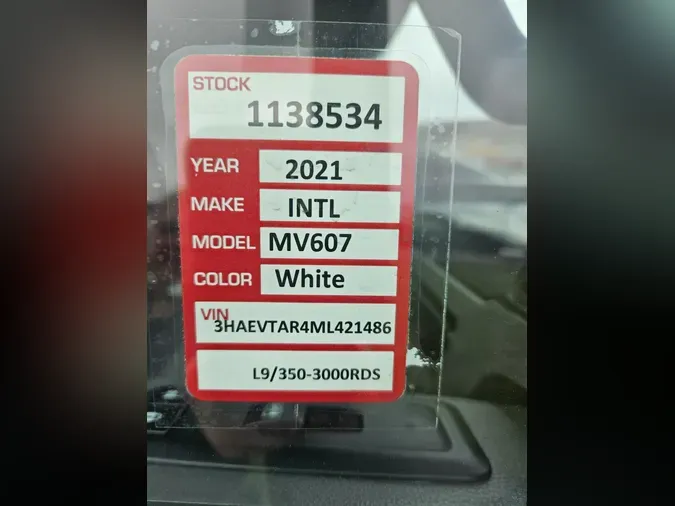 STOCK
1138534
YEAR 2021
MAKE INTL
MODEL MV607
COLOR White
VIN
3HAEVTAR4ML421486
L9/350-3000RDS